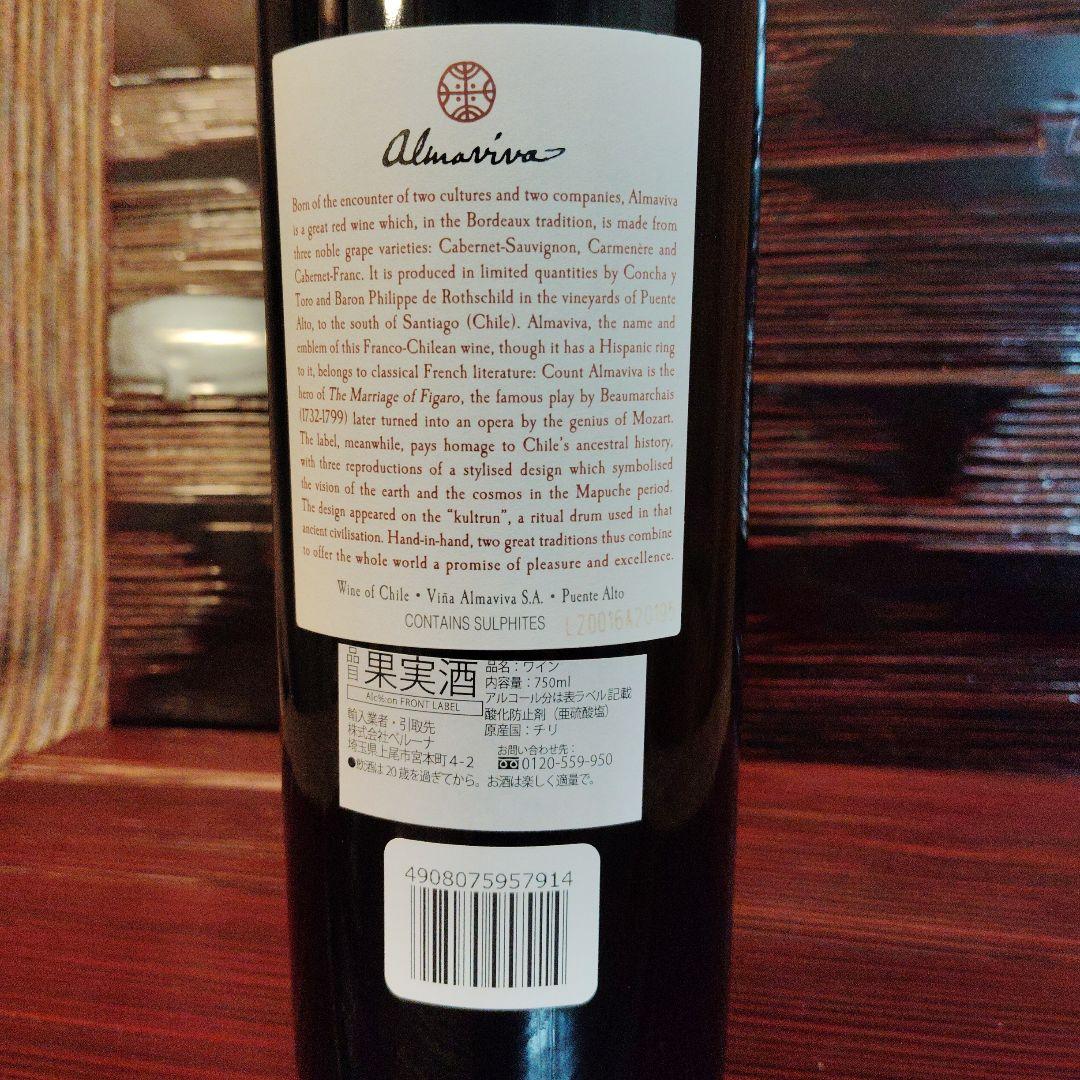 Almaviva
Born of the encounter of two cultures and two companies, Almaviva
is a great red wine which, in the Bordeaux tradition, is made from
three noble grape varieties: Cabernet-Sauvignon, Carmenère and
Cabernet-Franc. It is produced in limited quantities by Concha y
Toro and Baron Philippe de Rothschild in the vineyards of Puente
Alto, to the south of Santiago (Chile). Almaviva, the name and
emblem of this Franco-Chilean wine, though it has a Hispanic ring
to it, belongs to classical French literature: Count Almaviva is the
hero of The Marriage of Figaro, the famous play by Beaumarchais
(1732-1799) later turned into an opera by the genius of Mozart.
The label, meanwhile, pays homage to Chile's ancestral history,
with three reproductions of a stylised design which symbolised
the vision of the earth and the cosmos in the Mapuche period.
The design appeared on the "kultrun", a ritual drum used in that
ancient civilisation. Hand-in-hand, two great traditions thus combine
to offer the whole world a promise of pleasure and excellence.
Wine of Chile • Viña Almaviva S.A. • Puente Alto
CONTAINS SULPHITES
品目 果実酒
Alc%:on FRONT LABEL
輸入業者・引取先
株式会社ベルーナ
埼玉県上尾市宮本町4-2
品名：ワイン
内容量：750ml
アルコール分は表ラベル記載
酸化防止剤（亜硫酸塩）
原産国：チリ
お問い合わせ先：
0120-559-950
●飲酒は20歳を過ぎてから。お酒は楽しく適量で。
4908075957914